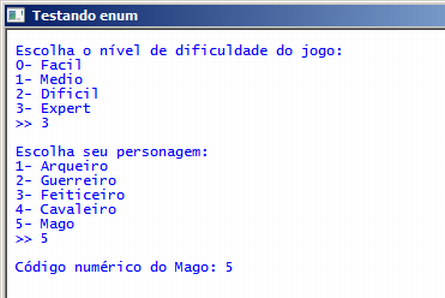 Testando enum
Escolha o nível de dificuldade do jogo:
0- Facil
1- Medio
2- Dificil
3- Expert
>> 3
Escolha seu personagem:
1- Arqueiro
2- Guerreiro
3- Feiticeiro
4- Cavaleiro
5- Mago
>> 5
Código numérico do Mago: 5